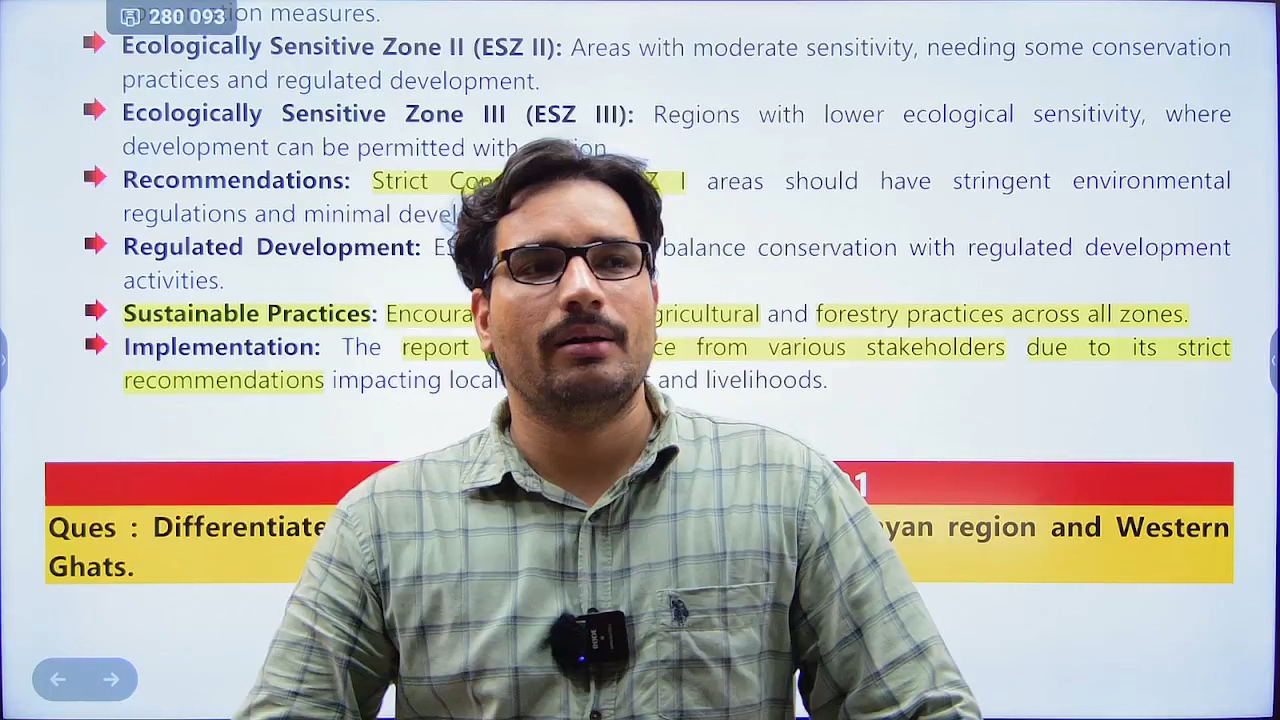 280 093
measures.
Ecologically Sensitive Zone II (ESZ II): Areas with moderate sensitivity, needing some conservation
practices and regulated development.
Ecologically Sensitive Zone III (ESZ III): Regions with lower ecological sensitivity, where
development can be permitted with
Recommendations: Strict I areas should have stringent environmental
regulations and minimal
Regulated Development: balance conservation with regulated development
activities.
Sustainable Practices: and forestry practices across all zones.
Implementation: The report from various stakeholders due to its strict
recommendations impacting local and livelihoods.
Ques : Differentiate region and Western
Ghats.